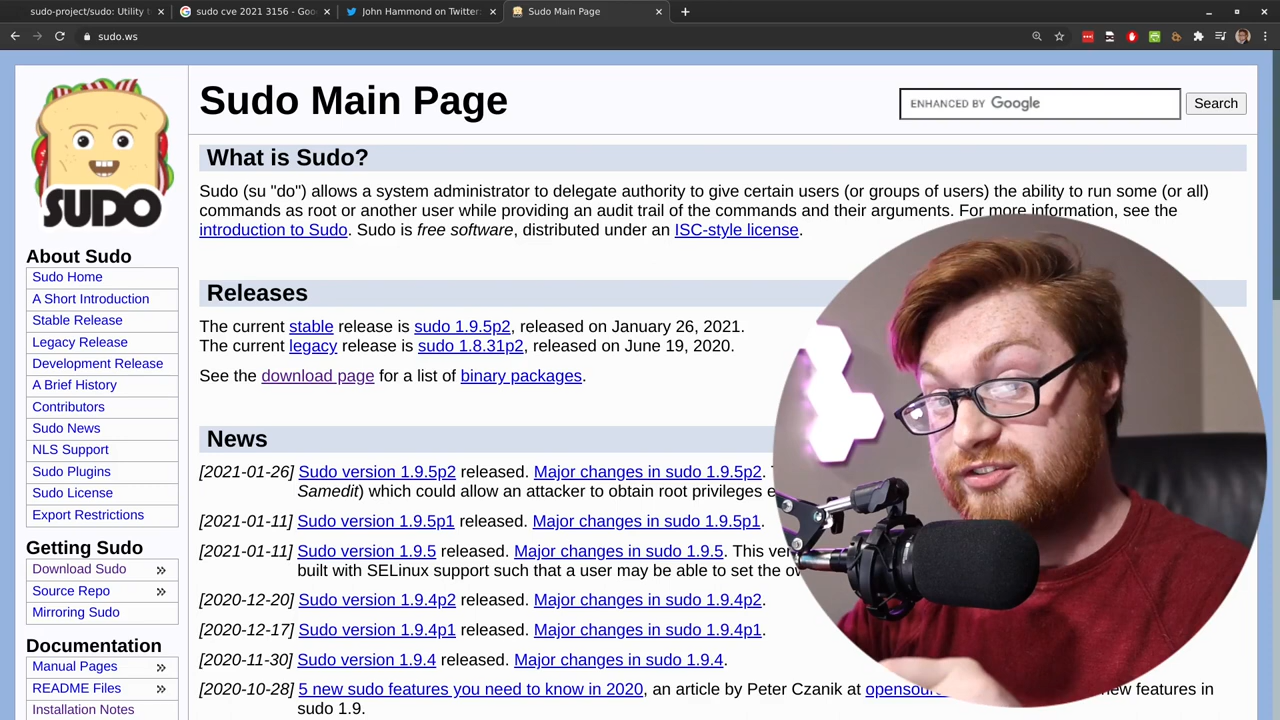 sudo-project/sudo: Utility t
sudo cve 2021 3156 - Goo
John Hammond on Twitter:
Sudo Main Page
sudo.ws
SUDO
Sudo Main Page
ENHANCED BY Google
Search
What is Sudo?
Sudo (su "do") allows a system administrator to delegate authority to give certain users (or groups of users) the ability to run some (or all)
commands as root or another user while providing an audit trail of the commands and their arguments. For more information, see the
introduction to Sudo. Sudo is free software, distributed under an ISC-style license.
About Sudo
Sudo Home
A Short Introduction
Stable Release
Legacy Release
Development Release
A Brief History
Contributors
Sudo News
NLS Support
Sudo Plugins
Sudo License
Export Restrictions
Getting Sudo
Download Sudo »
Source Repo »
Mirroring Sudo
Documentation
Manual Pages »
README Files »
Installation Notes
Releases
The current stable release is sudo 1.9.5p2, released on January 26, 2021.
The current legacy release is sudo 1.8.31p2, released on June 19, 2020.
See the download page for a list of binary packages.
News
[2021-01-26] Sudo version 1.9.5p2 released. Major changes in sudo 1.9.5p2.
Samedit) which could allow an attacker to obtain root privileges
[2021-01-11] Sudo version 1.9.5p1 released. Major changes in sudo 1.9.5p1.
[2021-01-11] Sudo version 1.9.5 released. Major changes in sudo 1.9.5. This
built with SELinux support such that a user may be able to set the
[2020-12-20] Sudo version 1.9.4p2 released. Major changes in sudo 1.9.4p2.
[2020-12-17] Sudo version 1.9.4p1 released. Major changes in sudo 1.9.4p1.
[2020-11-30] Sudo version 1.9.4 released. Major changes in sudo 1.9.4.
[2020-10-28] 5 new sudo features you need to know in 2020, an article by Peter Czanik at new features in
sudo 1.9.